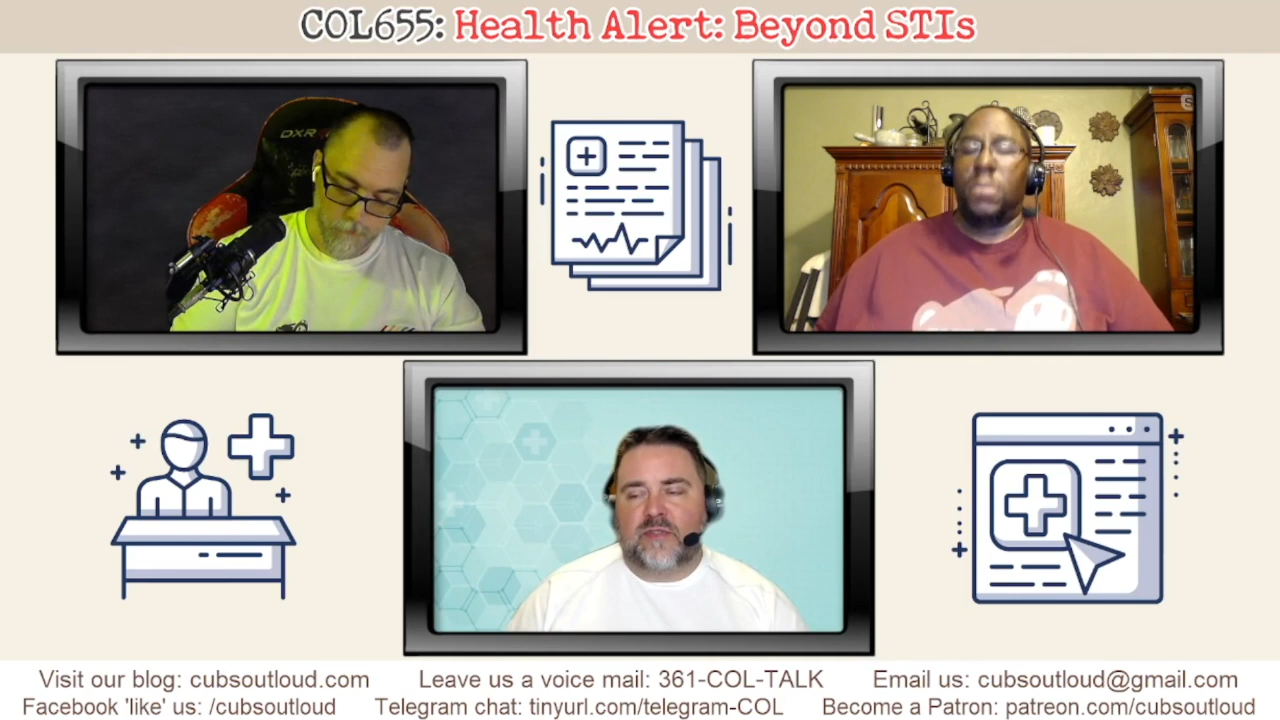 COL655: Health Alert: Beyond STIs
DXR
S
Visit our blog: cubsoutloud.com Leave us a voice mail: 361-COL-TALK Email us: cubsoutloud@gmail.com
Facebook 'like' us: /cubsoutloud Telegram chat: tinyurl.com/telegram-COL Become a Patron: patreon.com/cubsoutloud